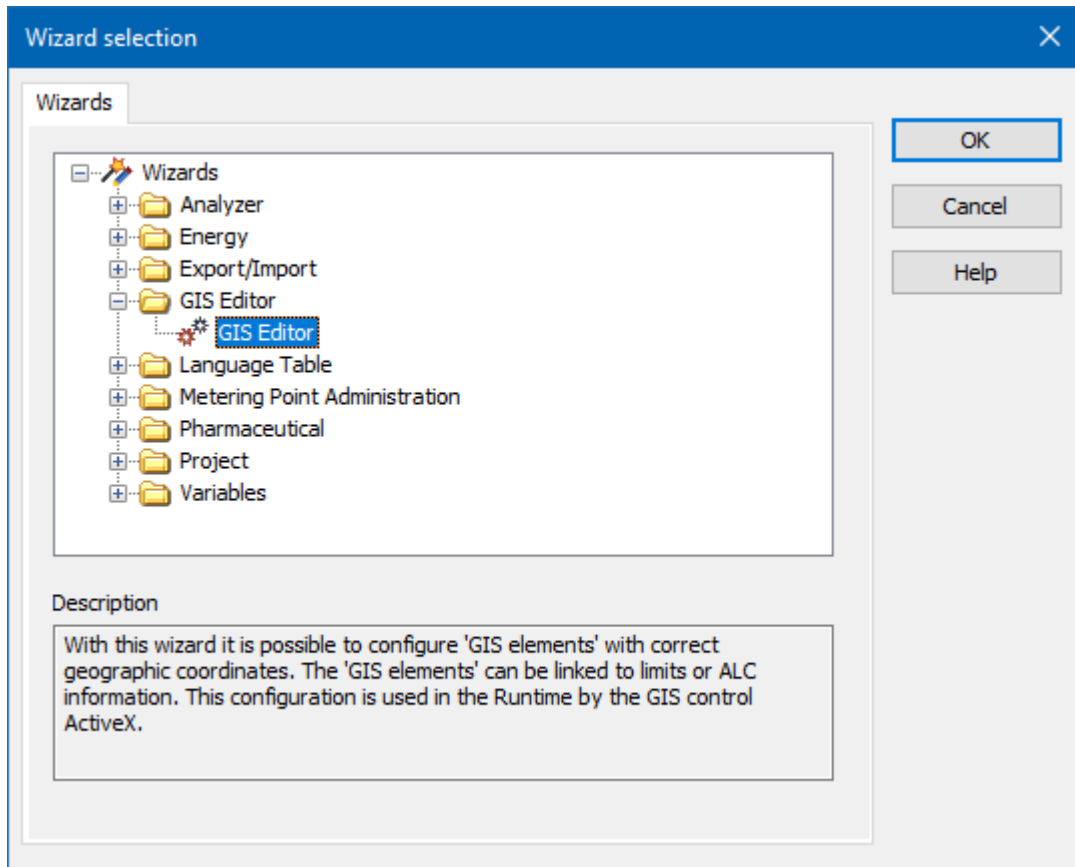 Wizard selection
Wizards
Wizards
Analyzer
Energy
Export/Import
GIS Editor
GIS Editor
Language Table
Metering Point Administration
Pharmaceutical
Project
Variables
OK
Cancel
Help
Description
With this wizard it is possible to configure 'GIS elements' with correct
geographic coordinates. The 'GIS elements' can be linked to limits or ALC
information. This configuration is used in the Runtime by the GIS control
ActiveX.